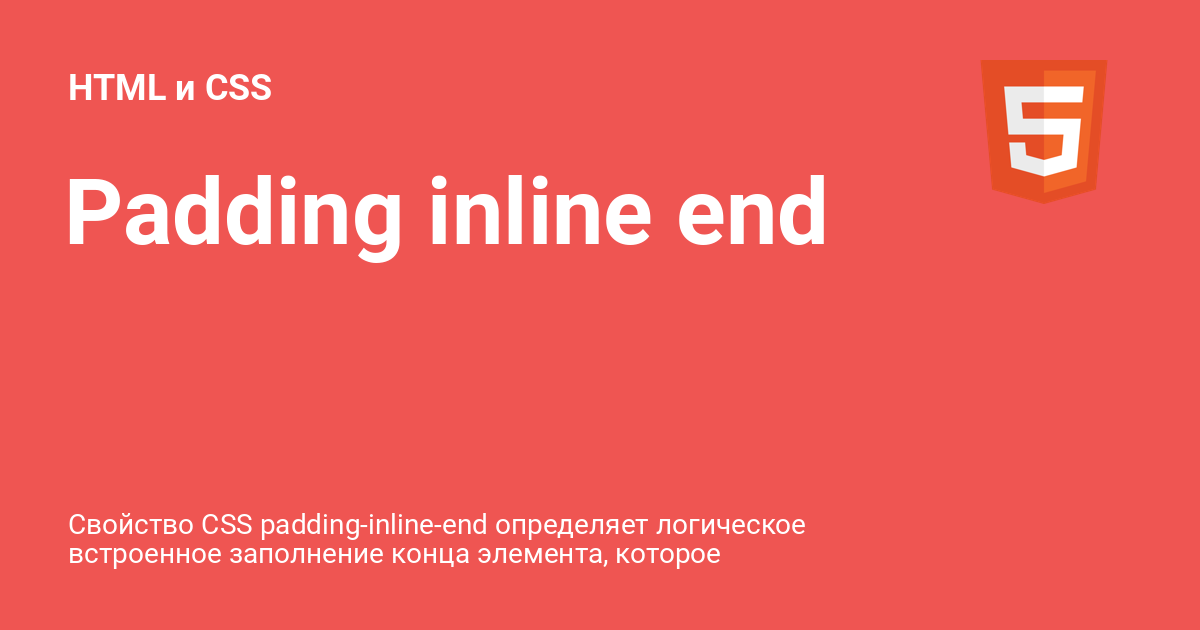 HTML и CSS
Padding inline end
Свойство CSS padding-inline-end определяет логическое
встроенное заполнение конца элемента, которое